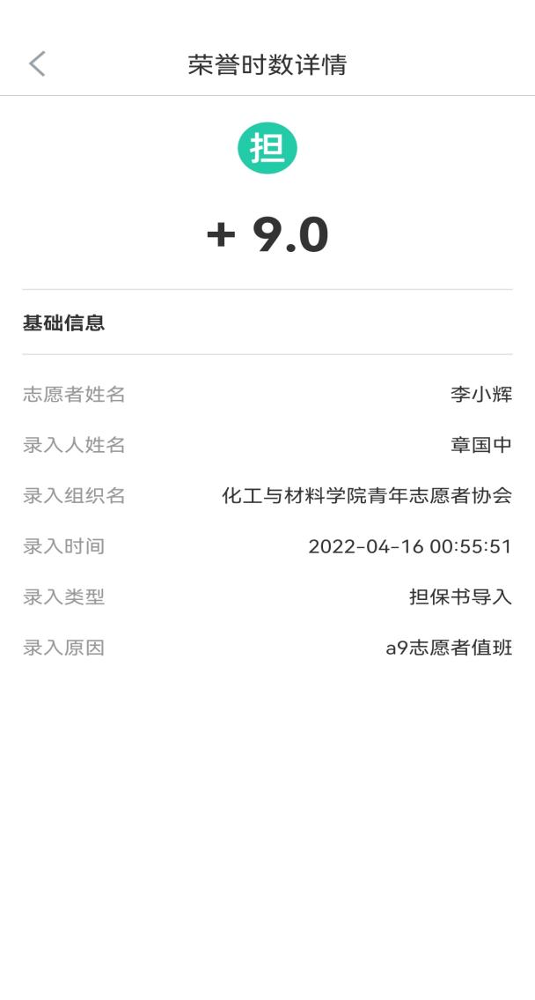 荣誉时数详情
担
+ 9.0
基础信息
志愿者姓名 李小辉
录入人姓名 章国中
录入组织名 化工与材料学院青年志愿者协会
录入时间 2022-04-16 00:55:51
录入类型 担保书导入
录入原因 a9志愿者值班